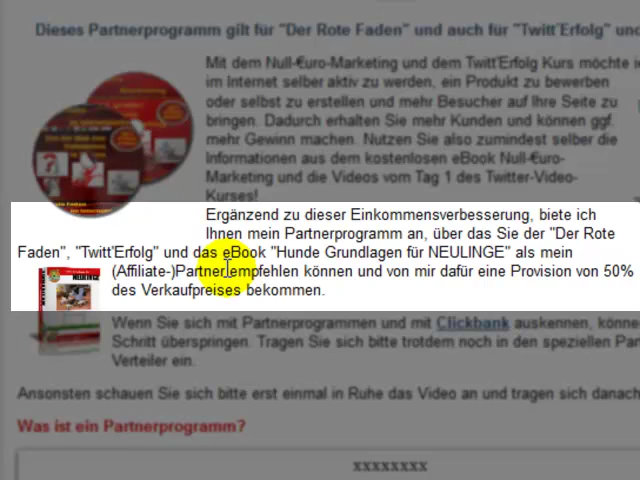 Dieses Partnerprogramm gilt für "Der Rote Faden" und auch für "Twitt'Erfolg" und
Mit dem Null-€uro-Marketing und dem Twitt'Erfolg Kurs möchte
im Internet selber aktiv zu werden, ein Produkt zu bewerben
oder selbst zu erstellen und mehr Besucher auf Ihre Seite zu
bringen. Dadurch erhalten Sie mehr Kunden und können ggf.
mehr Gewinn machen. Nutzen Sie also zumindest selber die
Informationen aus dem kostenlosen eBook Null-€uro-
Marketing und die Videos vom Tag 1 des Twitter-Video-
Kurses!
Ergänzend zu dieser Einkommensverbesserung, biete ich
Ihnen mein Partnerprogramm an, über das Sie der "Der Rote
Faden", "Twitt'Erfolg" und das eBook "Hunde Grundlagen für NEULINGE" als mein
(Affiliate-)Partner empfehlen können und von mir dafür eine Provision von 50%
des Verkaufpreises bekommen.
Wenn Sie sich mit Partnerprogrammen und mit Clickbank auskennen, könne
Schritt überspringen. Tragen Sie sich bitte trotzdem noch in den speziellen Par
Verteiler ein.
Ansonsten schauen Sie sich bitte erst einmal in Ruhe das Video an und tragen sich danach
Was ist ein Partnerprogramm?
xxxxxxxx